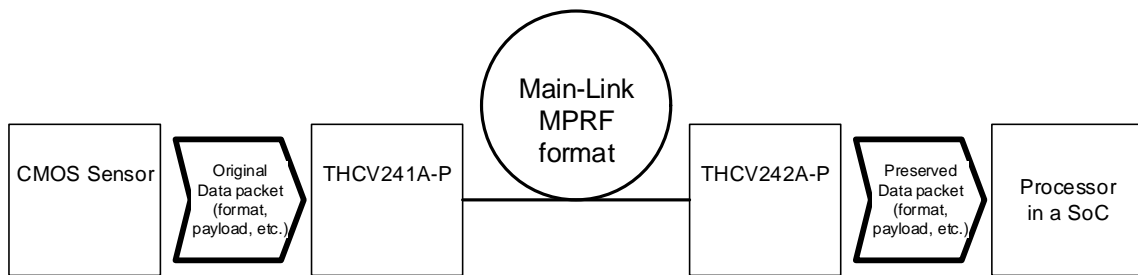 CMOS Sensor
Original
Data packet
(format,
payload, etc.)
THCV241A-P
Main-Link
MPRF
format
THCV242A-P
Preserved
Data packet
(format,
payload, etc.)
Processor
in a SoC